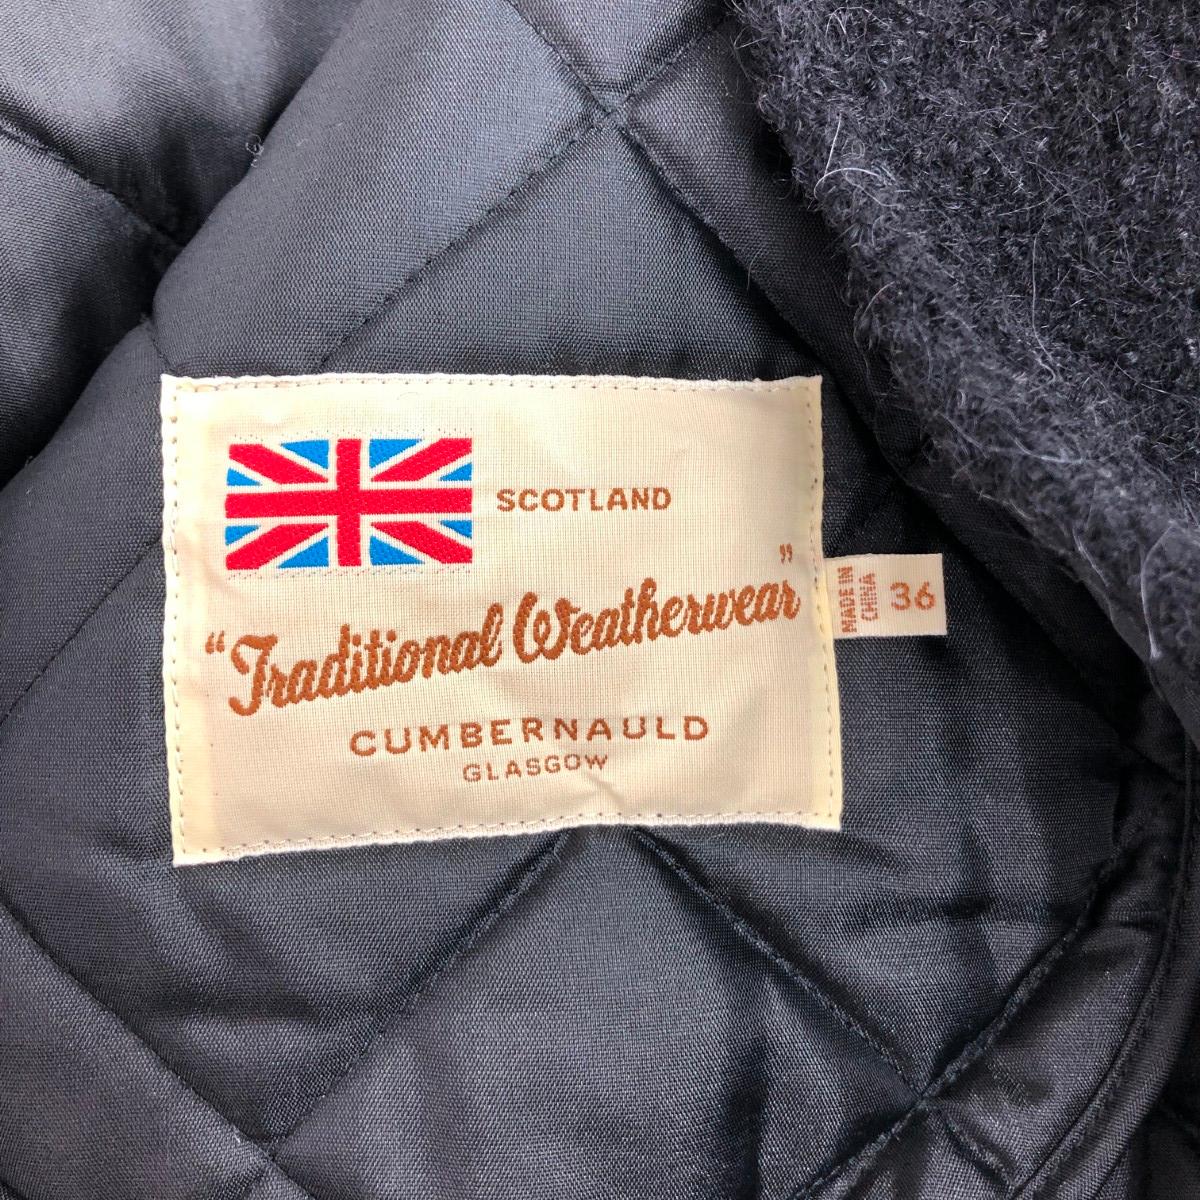 SCOTLAND
"Traditional Weatherwear"
CUMBERNAULD
GLASGOW
MADE IN
CHINA
36